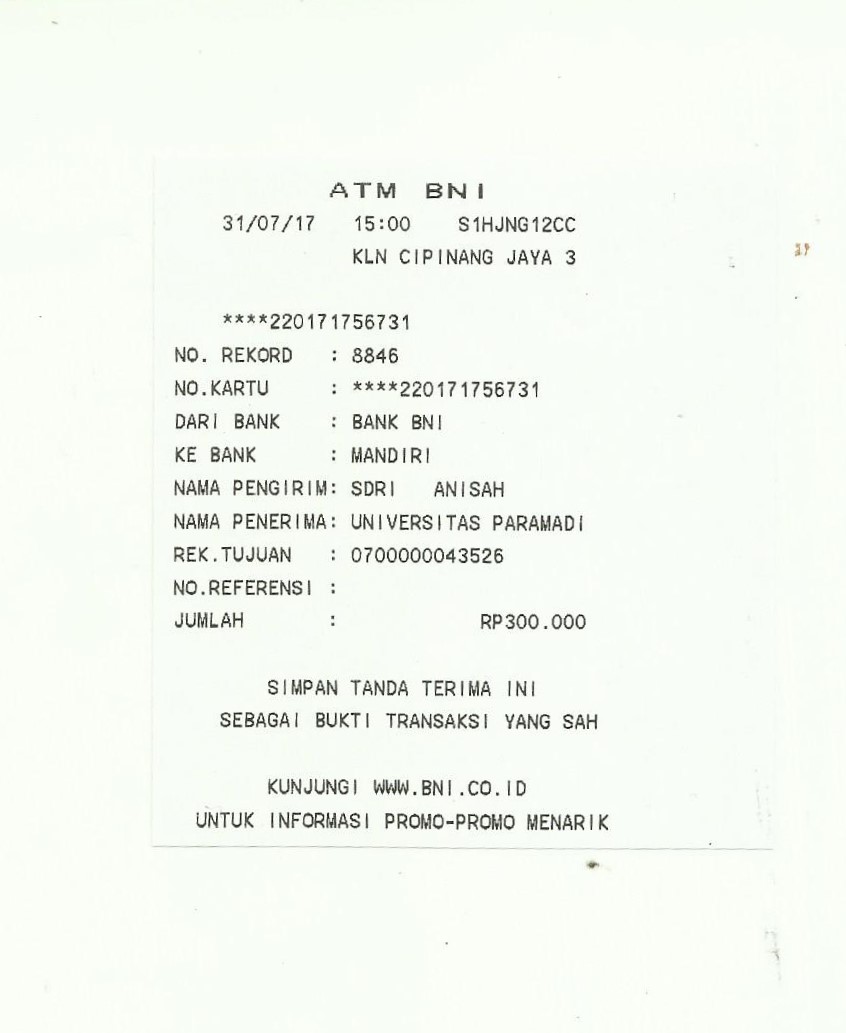 ATM BNI
31/07/17 15:00 S1HJNG12CC
KLN CIPINANG JAYA 3
****220171756731
NO. REKORD : 8846
NO.KARTU : ****220171756731
DARI BANK : BANK BNI
KE BANK : MANDIRI
NAMA PENGIRIM: SDRI ANISAH
NAMA PENERIMA: UNIVERSITAS PARAMADI
REK.TUJUAN : 0700000043526
NO.REFERENSI :
JUMLAH : RP300.000
SIMPAN TANDA TERIMA INI
SEBAGAI BUKTI TRANSAKSI YANG SAH
KUNJUNGI WWW.BNI.CO.ID
UNTUK INFORMASI PROMO-PROMO MENARIK